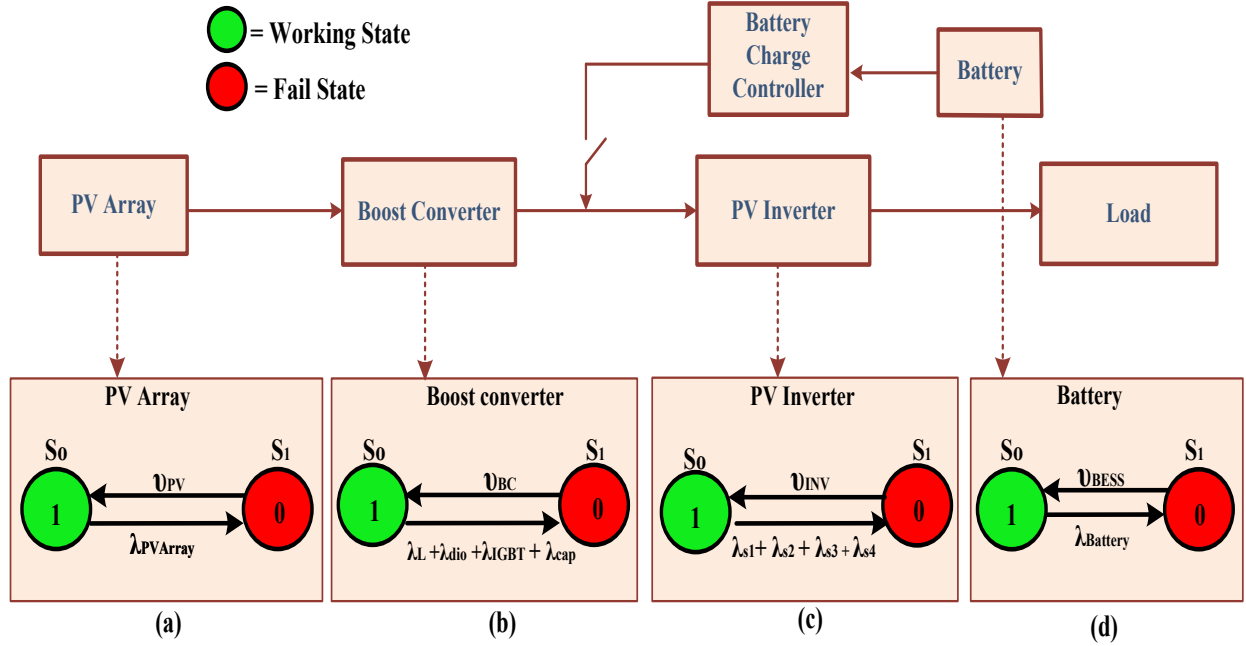 = Working State
= Fail State
Battery
Charge
Controller
Battery
PV Array
Boost Converter
PV Inverter
Load
PV Array
S0
S1
υPV
1
0
λPVArray
(a)
Boost converter
S0
S1
υBC
1
0
λL +λdio +λIGBT + λcap
(b)
PV Inverter
S0
S1
υINV
1
0
λs1+ λs2 + λs3 + λs4
(c)
Battery
S0
S1
υBESS
1
0
λBattery
(d)